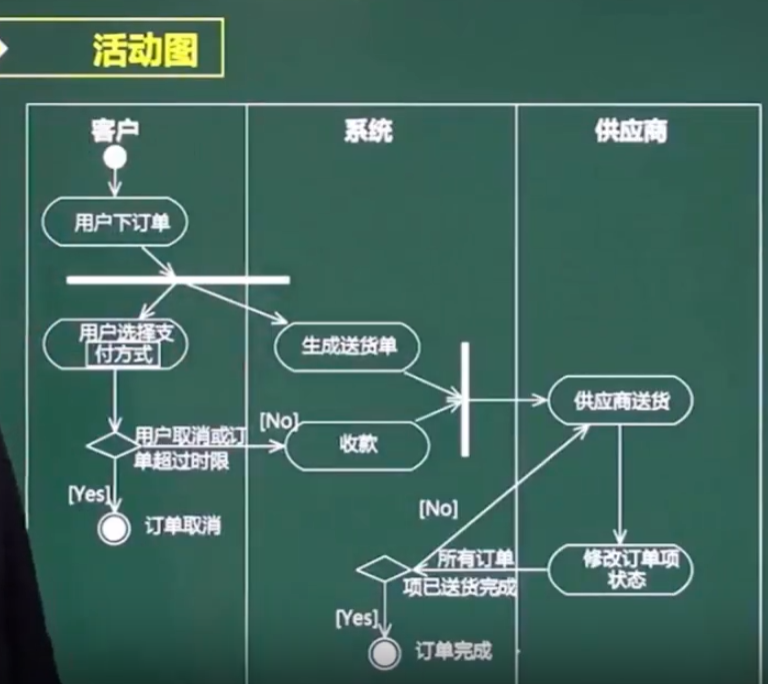 活动图
客户
系统
供应商
用户下订单
用户选择支
付方式
生成送货单
供应商送货
[No]
用户取消或订
单超过时限
收款
[Yes]
订单取消
[No]
所有订单
项已送货完成
修改订单项
状态
[Yes]
订单完成